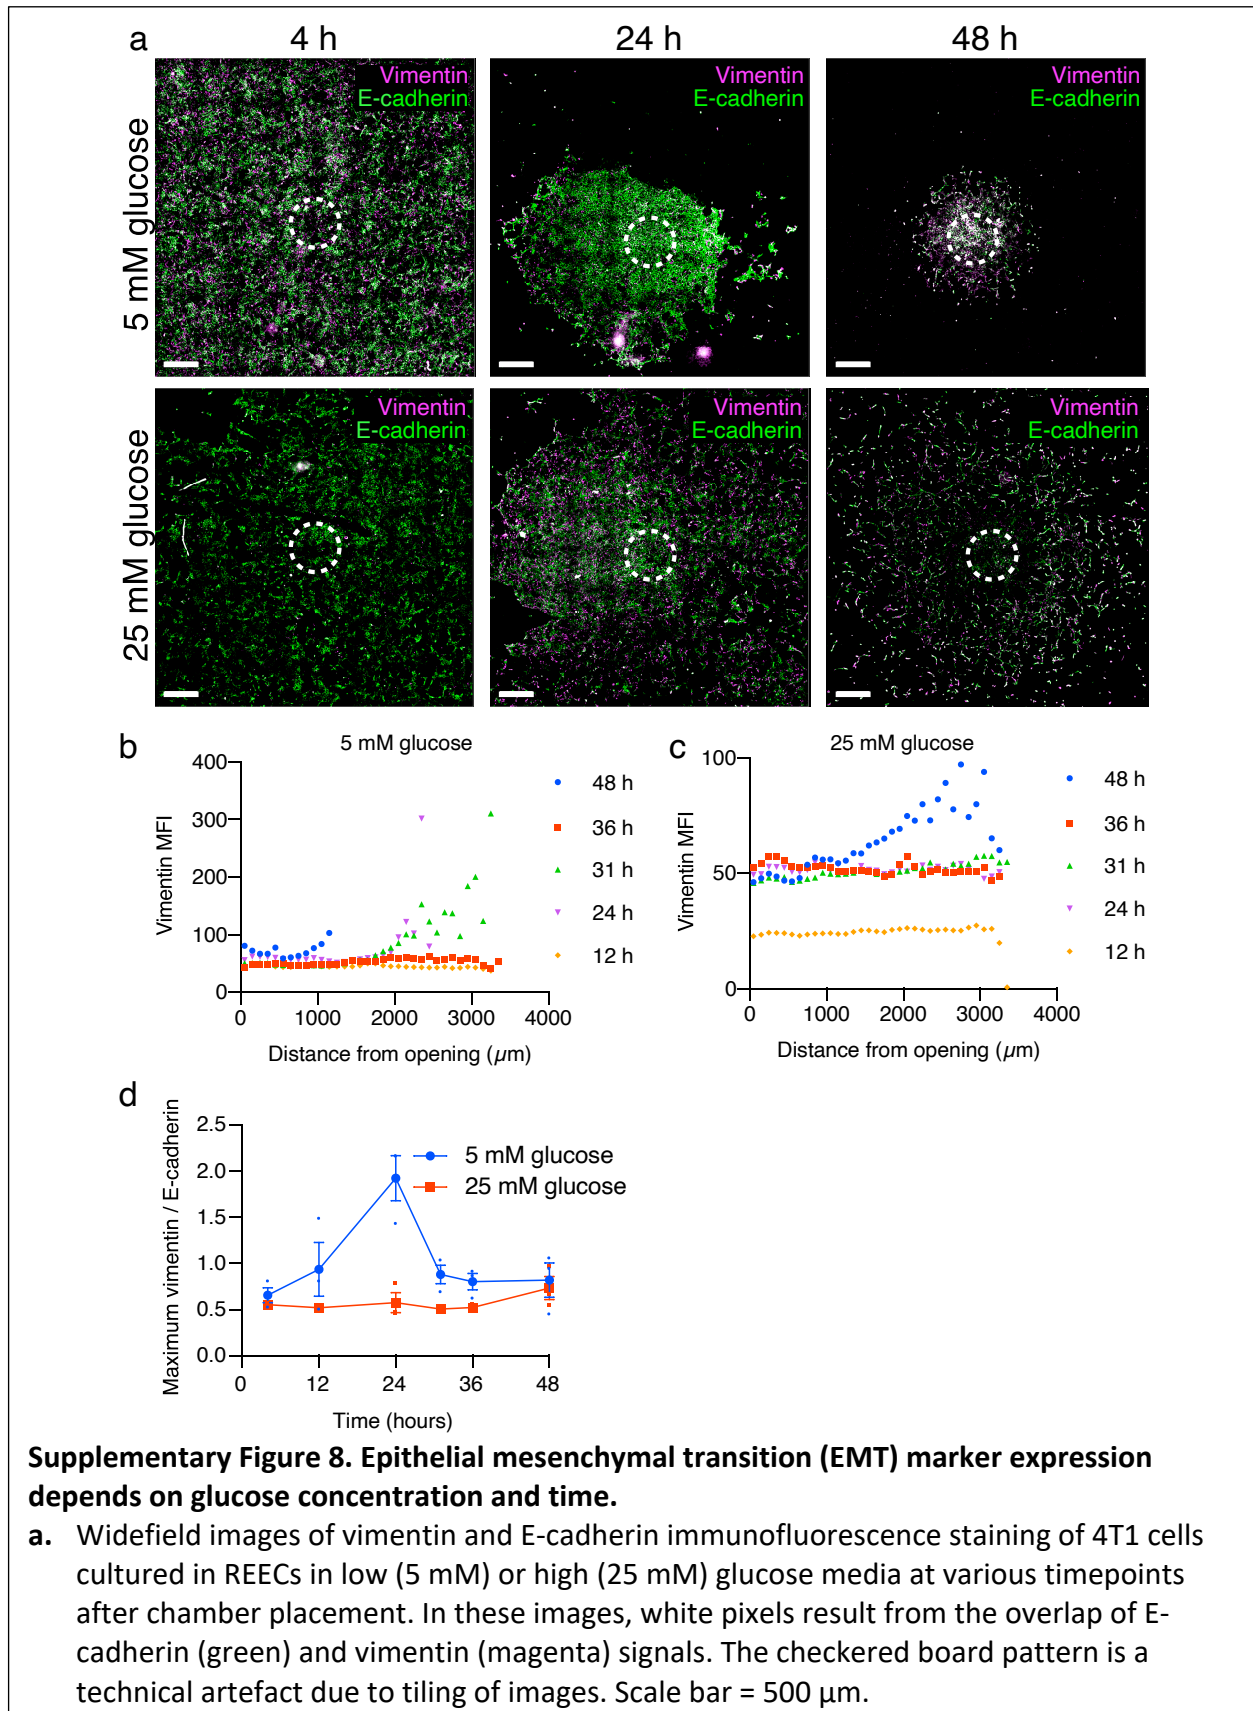 a
4 h
24 h
48 h
5 mM glucose
Vimentin
E-cadherin
Vimentin
E-cadherin
Vimentin
E-cadherin
25 mM glucose
Vimentin
E-cadherin
Vimentin
E-cadherin
Vimentin
E-cadherin
b
5 mM glucose
Vimentin MFI
400
300
200
100
0
0
1000
2000
3000
4000
Distance from opening (µm)
48 h
36 h
31 h
24 h
12 h
c
25 mM glucose
Vimentin MFI
100
50
0
0
1000
2000
3000
4000
Distance from opening (µm)
48 h
36 h
31 h
24 h
12 h
d
Maximum vimentin / E-cadherin
2.5
2.0
1.5
1.0
0.5
0.0
0
12
24
36
48
Time (hours)
5 mM glucose
25 mM glucose
Supplementary Figure 8. Epithelial mesenchymal transition (EMT) marker expression
depends on glucose concentration and time.
a. Widefield images of vimentin and E-cadherin immunofluorescence staining of 4T1 cells
cultured in REECs in low (5 mM) or high (25 mM) glucose media at various timepoints
after chamber placement. In these images, white pixels result from the overlap of E-
cadherin (green) and vimentin (magenta) signals. The checkered board pattern is a
technical artefact due to tiling of images. Scale bar = 500 µm.